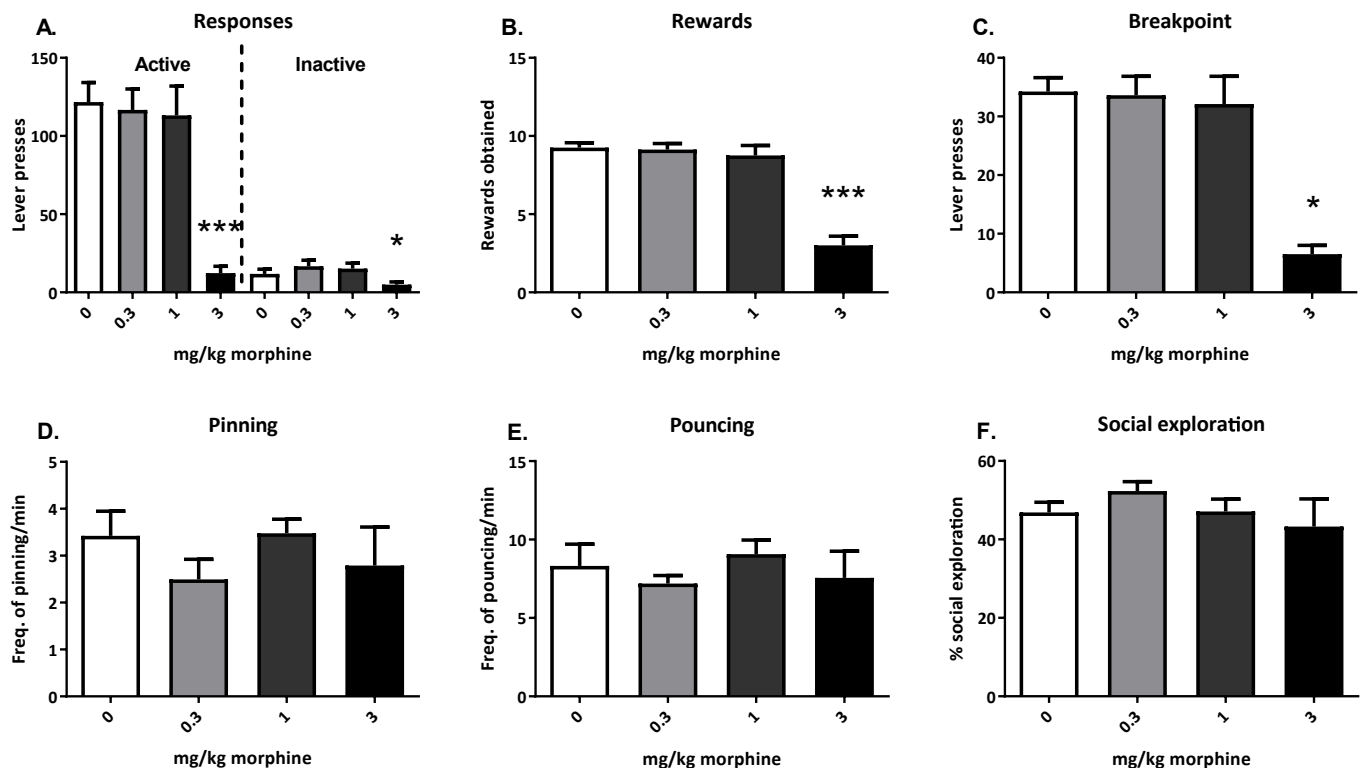 A. Responses
Active Inactive
Lever presses
150
100
50
0
***
*
0 0.3 1 3 0 0.3 1 3
mg/kg morphine
B. Rewards
Rewards obtained
15
10
5
0
***
0 0.3 1 3
mg/kg morphine
C. Breakpoint
Lever presses
40
30
20
10
0
*
0 0.3 1 3
mg/kg morphine
D. Pinning
Freq. of pinning/min
5
4
3
2
1
0
0 0.3 1 3
mg/kg morphine
E. Pouncing
Freq. of pouncing/min
15
10
5
0
0 0.3 1 3
mg/kg morphine
F. Social exploration
% social exploration
60
40
20
0
0 0.3 1 3
mg/kg morphine